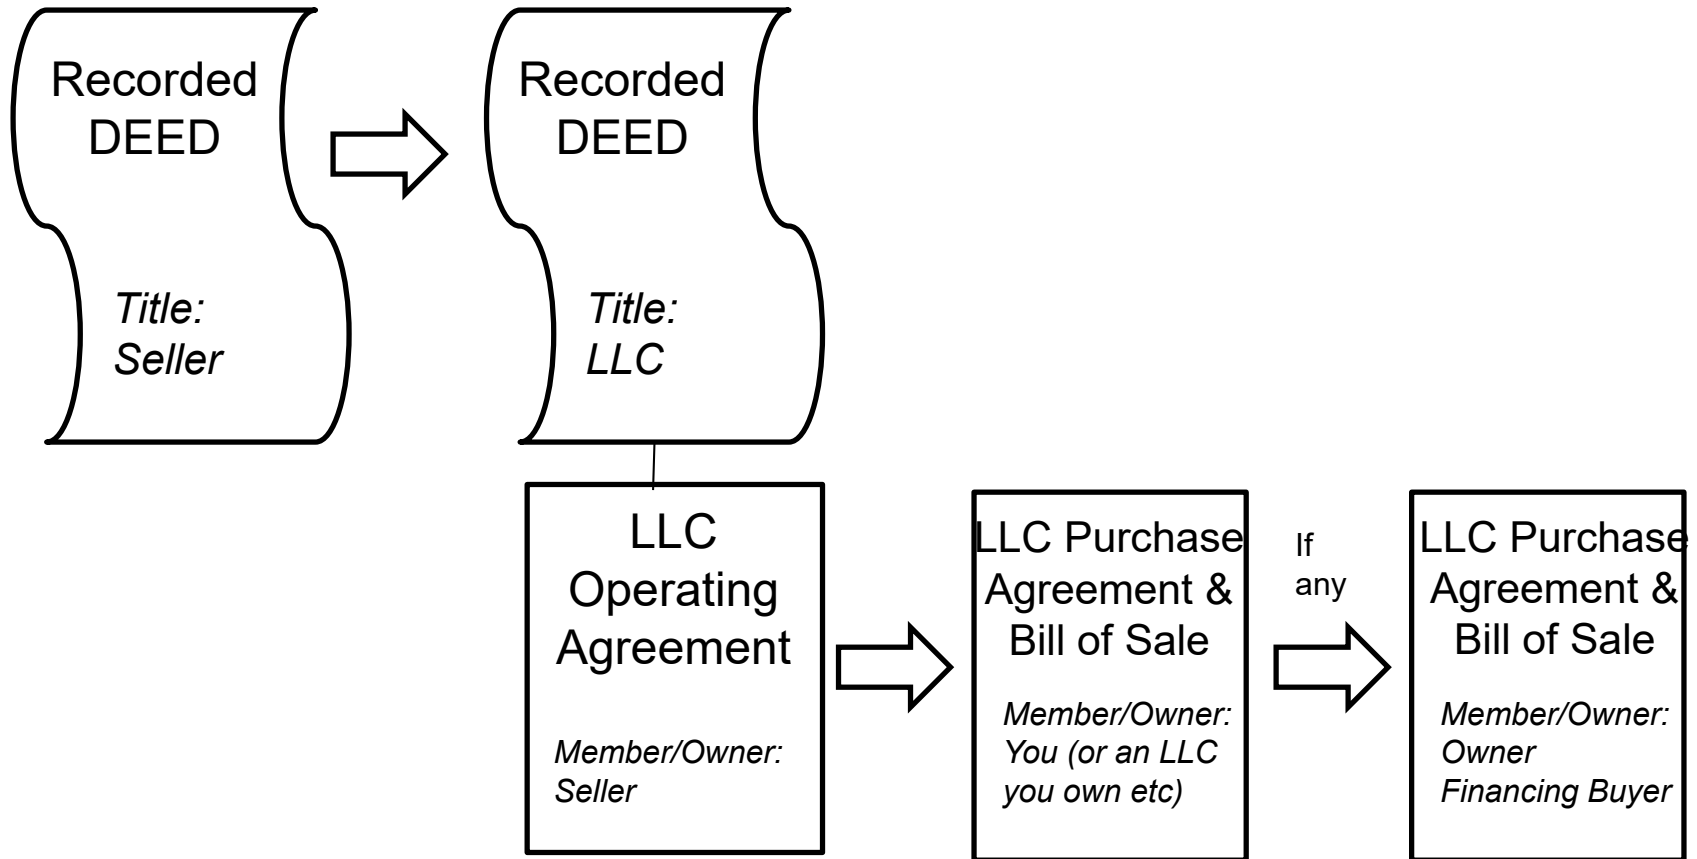 Recorded
DEED
Title:
Seller
Recorded
DEED
Title:
LLC
LLC
Operating
Agreement
Member/Owner:
Seller
LLC Purchase
Agreement &
Bill of Sale
Member/Owner:
You (or an LLC
you own etc)
If
any
LLC Purchase
Agreement &
Bill of Sale
Member/Owner:
Owner
Financing Buyer